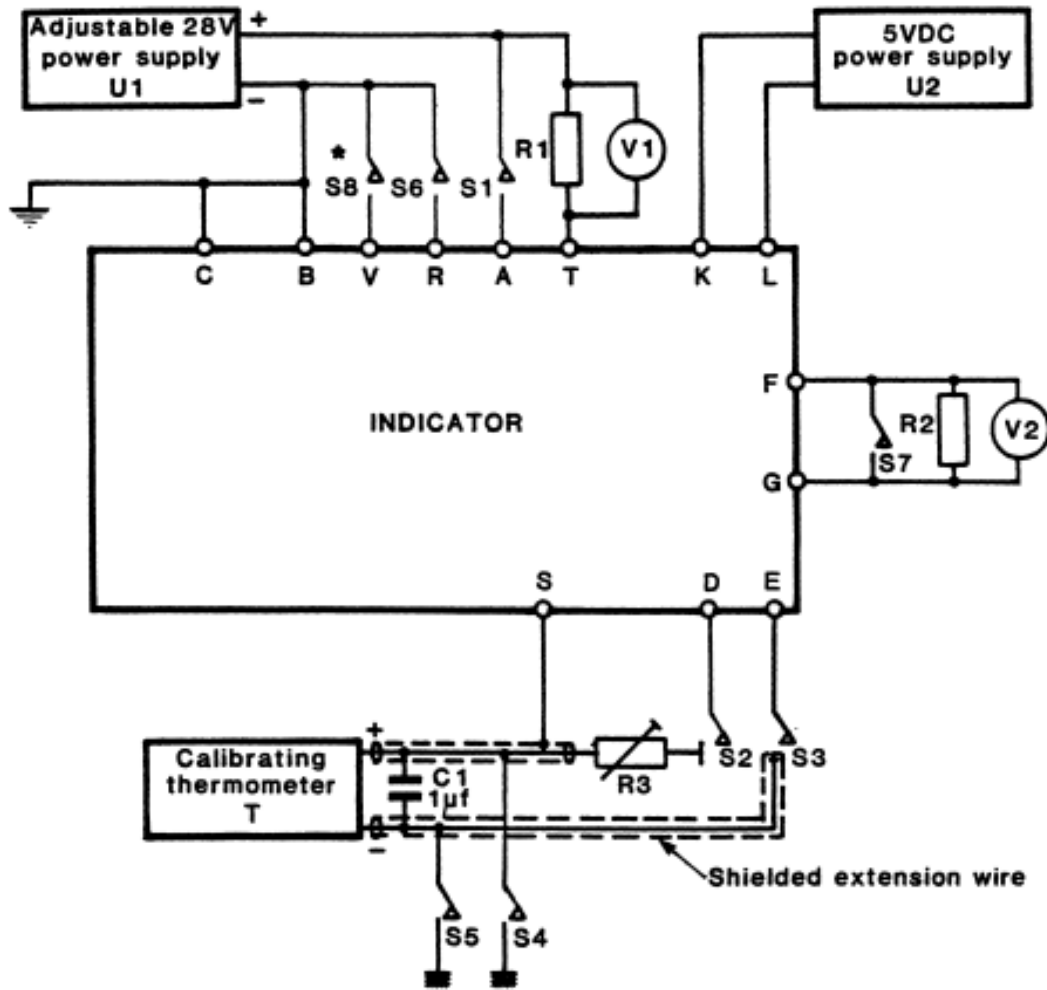 Adjustable 28V
power supply
U1
+
-
5VDC
power supply
U2
*
S8
S6
S1
R1
V1
C
B
V
R
A
T
K
L
INDICATOR
F
G
S7
R2
V2
S
D
E
Calibrating
thermometer
T
+
-
C1
1µf
R3
S2
S3
Shielded extension wire
S5
S4